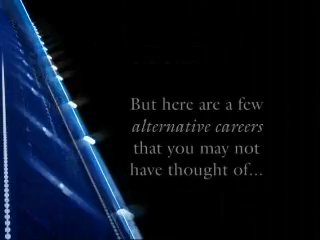 But here are a few
alternative careers
that you may not
have thought of...